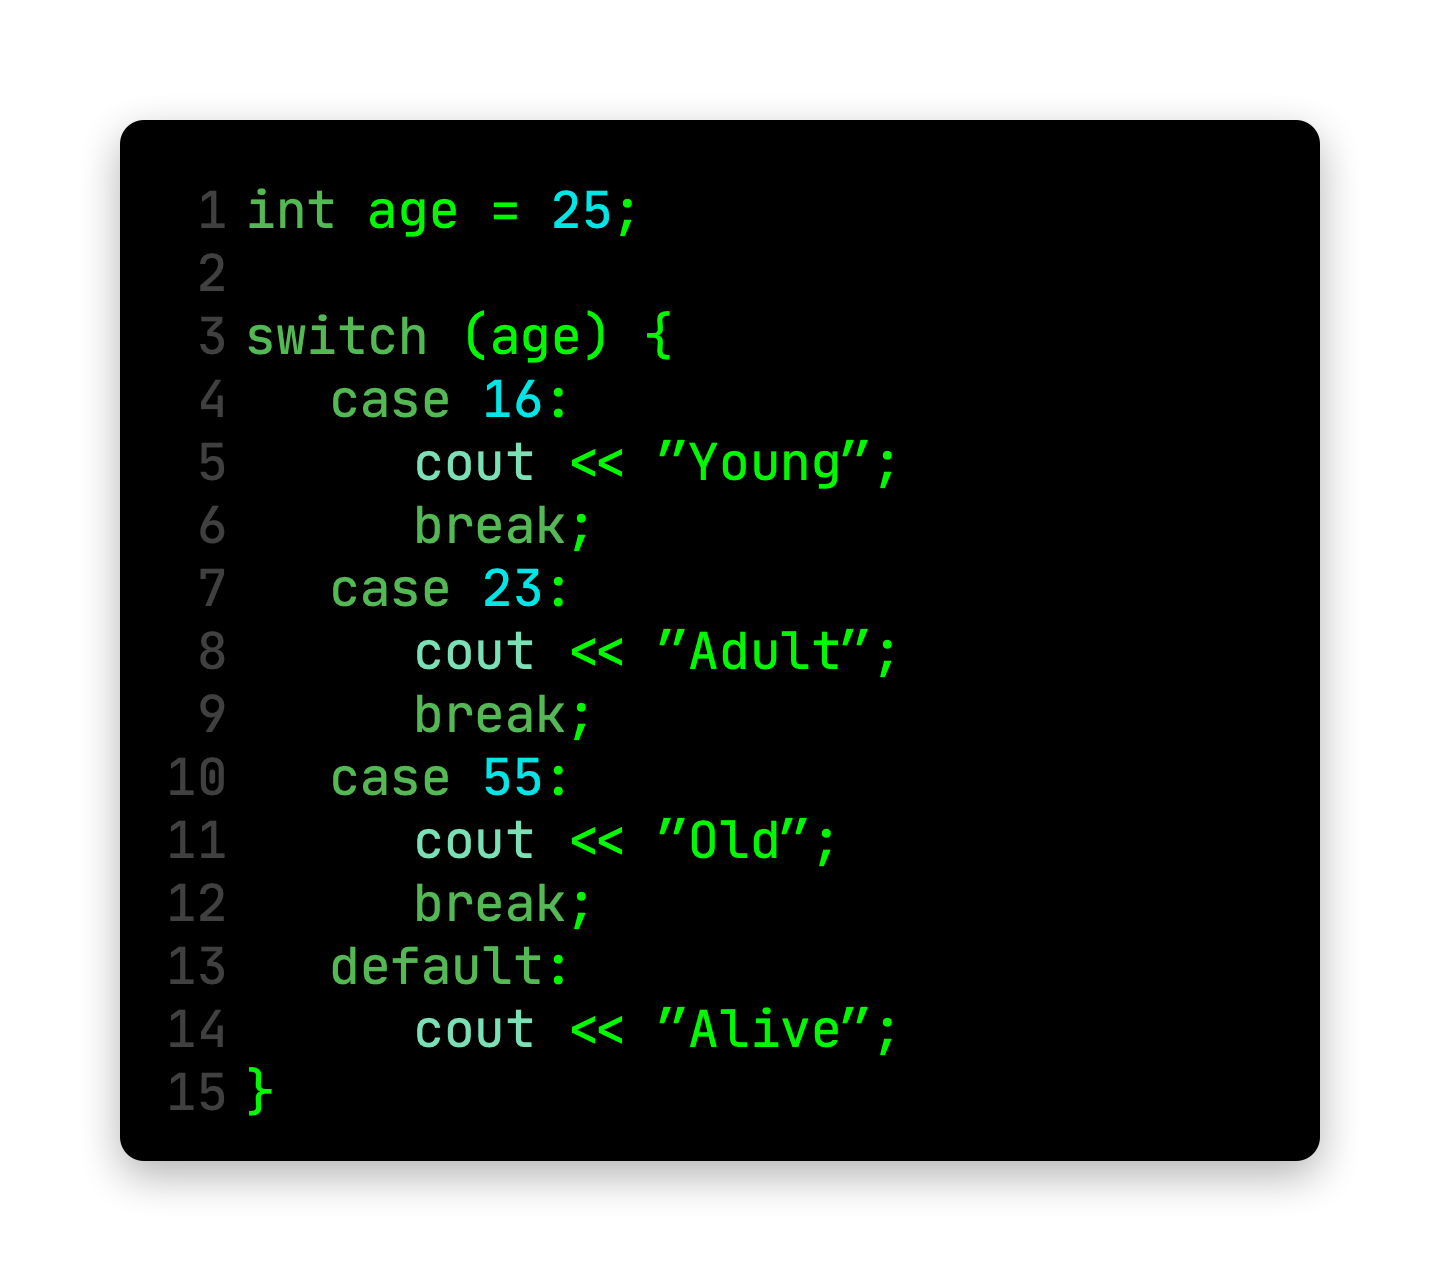 1 int age = 25;
2
3 switch (age) {
4 case 16:
5 cout << ”Young”;
6 break;
7 case 23:
8 cout << ”Adult”;
9 break;
10 case 55:
11 cout << ”Old”;
12 break;
13 default:
14 cout << ”Alive”;
15 }